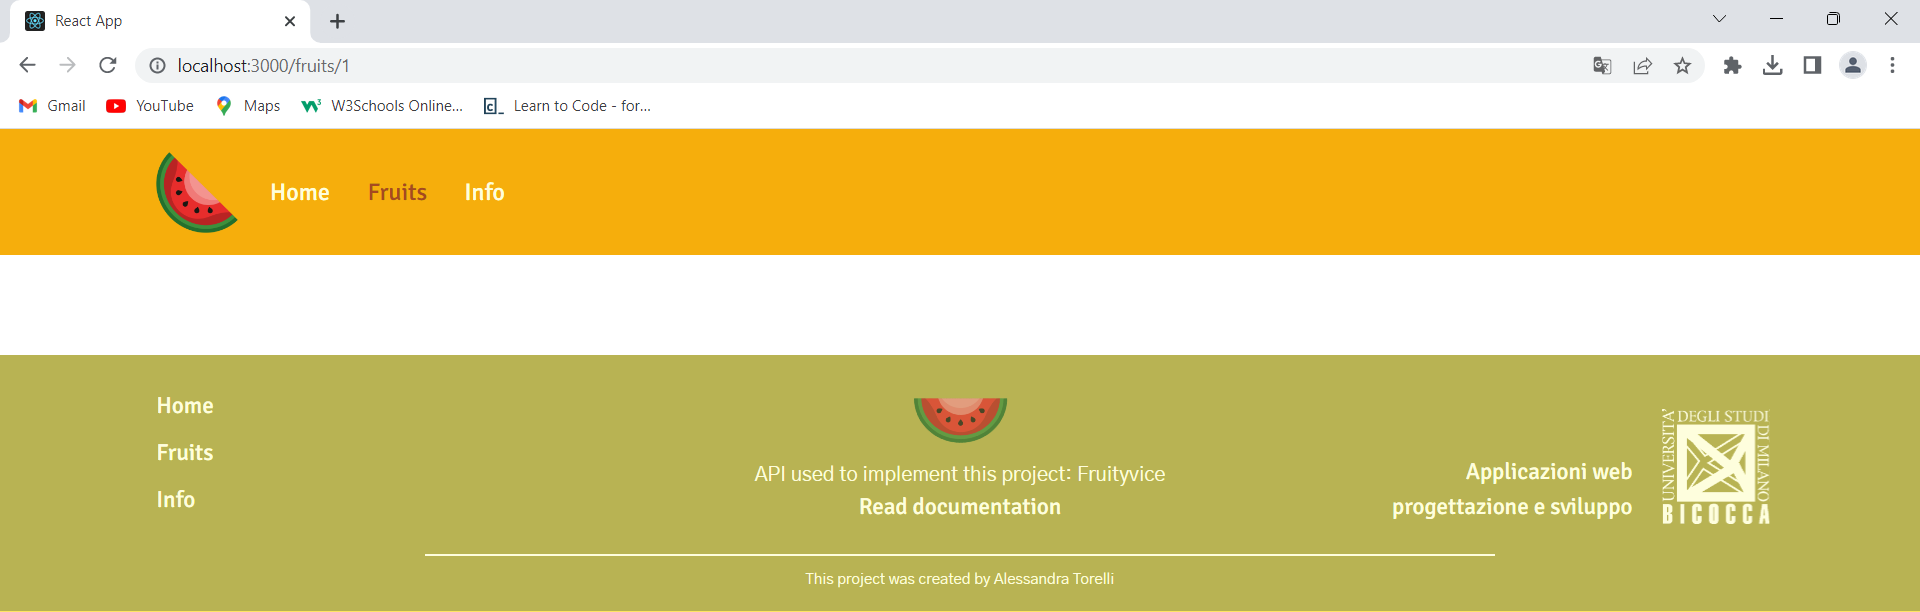 React App
localhost:3000/fruits/1
Gmail
YouTube
Maps
W3Schools Online...
Learn to Code - for...
Home
Fruits
Info
Home
Fruits
Info
API used to implement this project: Fruityvice
Read documentation
Applicazioni web
progettazione e sviluppo
UNIVERSITA' DEGLI STUDI DI MILANO
BICOCCA
This project was created by Alessandra Torelli